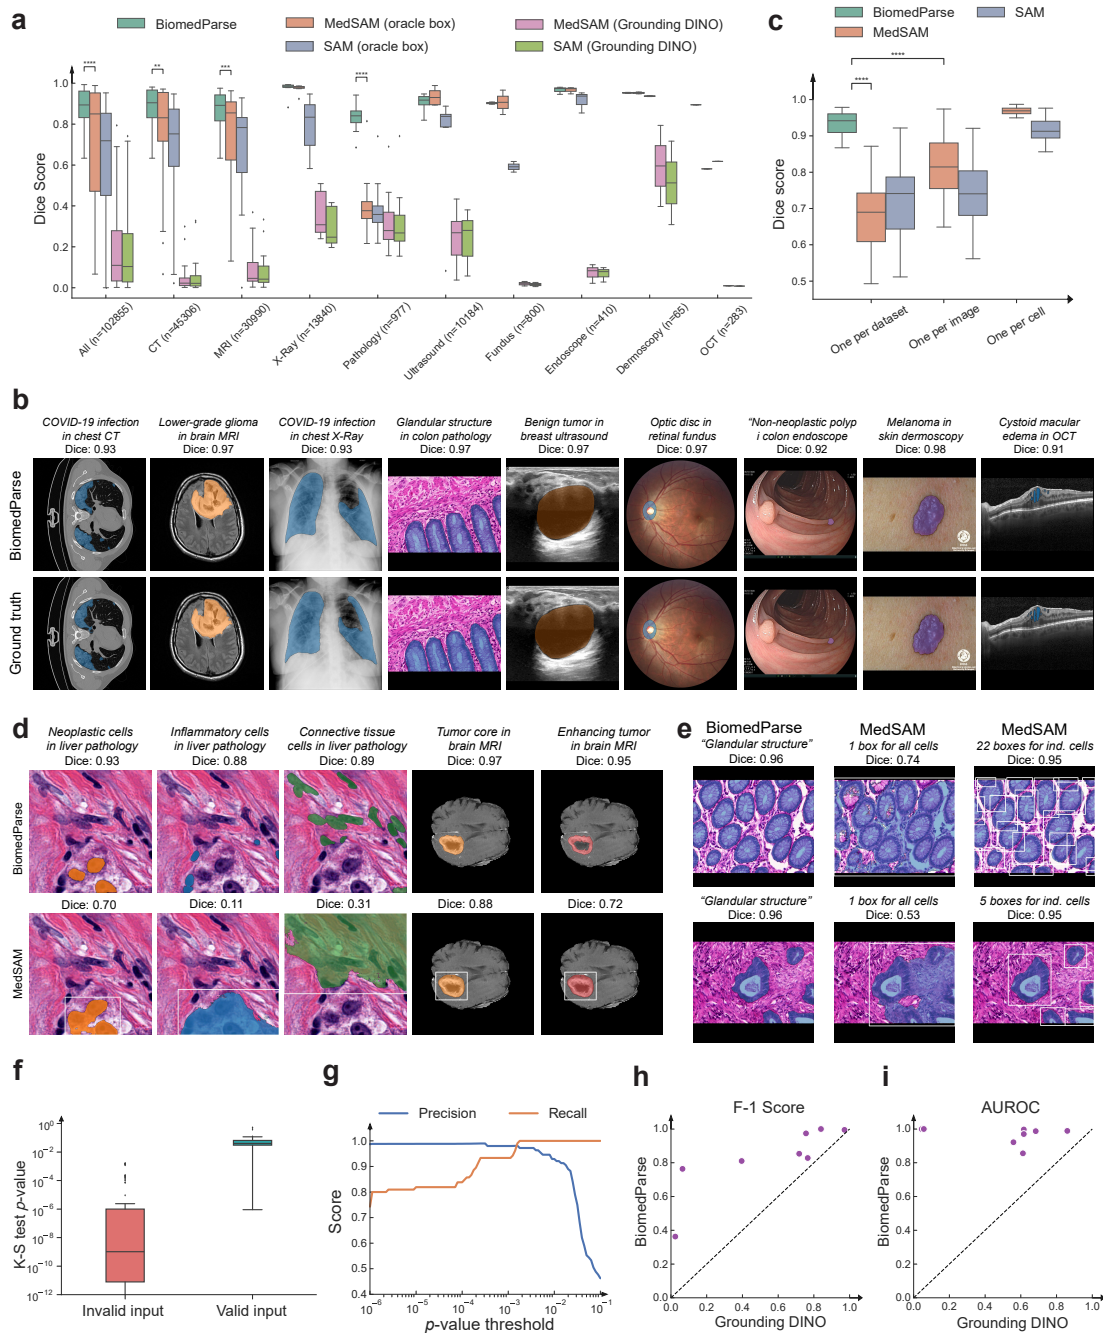 a
BiomedParse
MedSAM (oracle box)
SAM (oracle box)
MedSAM (Grounding DINO)
SAM (Grounding DINO)
****
**
***
****
Dice Score
1.0
0.8
0.6
0.4
0.2
0.0
All (n=102855)
CT (n=45306)
MRI (n=30990)
X-Ray (n=13840)
Pathology (n=977)
Ultrasound (n=10184)
Fundus (n=800)
Endoscope (n=410)
Dermoscopy (n=65)
OCT (n=283)
c
BiomedParse
MedSAM
SAM
****
****
Dice score
1.0
0.9
0.8
0.7
0.6
0.5
One per dataset
One per image
One per cell
b
COVID-19 infection
in chest CT
Dice: 0.93
Lower-grade glioma
in brain MRI
Dice: 0.97
COVID-19 infection
in chest X-Ray
Dice: 0.93
Glandular structure
in colon pathology
Dice: 0.97
Benign tumor in
breast ultrasound
Dice: 0.97
Optic disc in
retinal fundus
Dice: 0.97
"Non-neoplastic polyp
i colon endoscope
Dice: 0.92
Melanoma in
skin dermoscopy
Dice: 0.98
Cystoid macular
edema in OCT
Dice: 0.91
BiomedParse
Ground truth
d
Neoplastic cells
in liver pathology
Dice: 0.93
Inflammatory cells
in liver pathology
Dice: 0.88
Connective tissue
cells in liver pathology
Dice: 0.89
Tumor core in
brain MRI
Dice: 0.97
Enhancing tumor
in brain MRI
Dice: 0.95
BiomedParse
Dice: 0.70
Dice: 0.11
Dice: 0.31
Dice: 0.88
Dice: 0.72
MedSAM
e
BiomedParse
"Glandular structure"
Dice: 0.96
MedSAM
1 box for all cells
Dice: 0.74
MedSAM
22 boxes for ind. cells
Dice: 0.95
"Glandular structure"
Dice: 0.96
1 box for all cells
Dice: 0.53
5 boxes for ind. cells
Dice: 0.95
f
K-S test p-value
10⁰
10⁻²
10⁻⁴
10⁻⁶
10⁻⁸
10⁻¹⁰
10⁻¹²
Invalid input
Valid input
g
Precision
Recall
Score
1.0
0.9
0.8
0.7
0.6
0.5
0.4
10⁻⁶
10⁻⁵
10⁻⁴
10⁻³
10⁻²
10⁻¹
p-value threshold
h
F-1 Score
BiomedParse
1.0
0.8
0.6
0.4
0.2
0.0
0.0
0.2
0.4
0.6
0.8
1.0
Grounding DINO
i
AUROC
BiomedParse
1.0
0.8
0.6
0.4
0.2
0.0
0.0
0.2
0.4
0.6
0.8
1.0
Grounding DINO